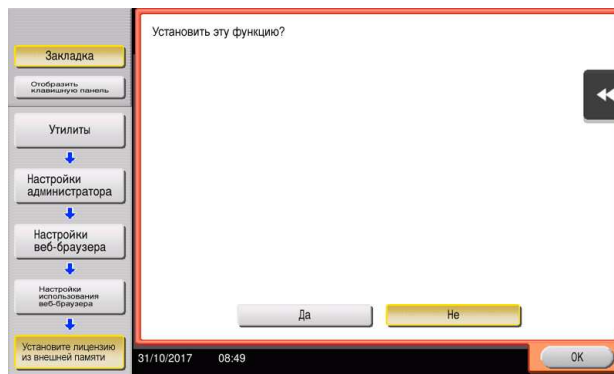 Установить эту функцию?
Закладка
Отобразить
клавишную панель
Утилиты
Настройки
администратора
Настройки
веб-браузера
Настройки
использования
веб-браузера
Установите лицензию
из внешней памяти
Да
Не
31/10/2017 08:49
OK